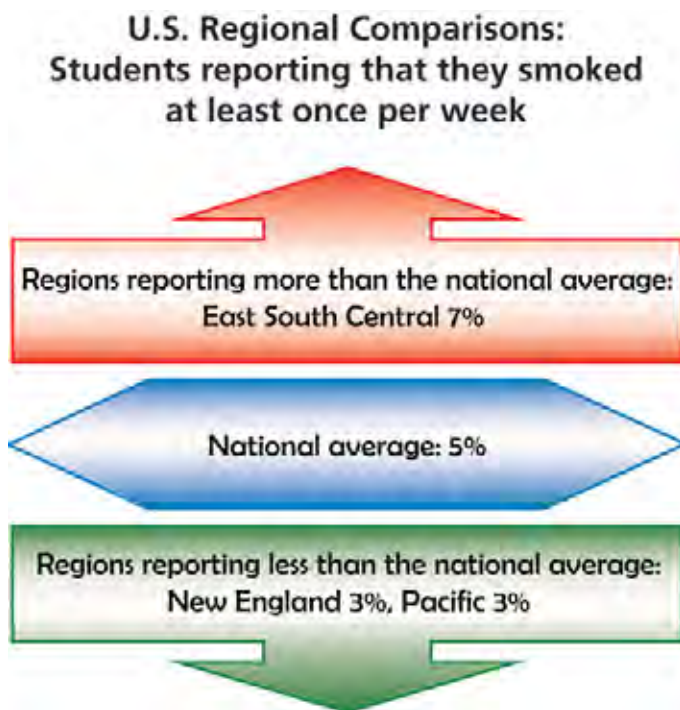 U.S. Regional Comparisons:
Students reporting that they smoked
at least once per week
Regions reporting more than the national average:
East South Central 7%
National average: 5%
Regions reporting less than the national average:
New England 3%, Pacific 3%